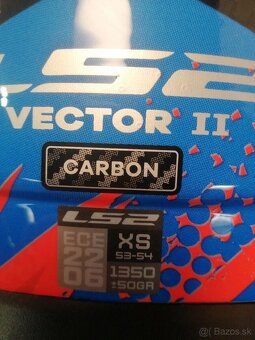 LS2
VECTOR II
CARBON
LS2
ECE
22
06
XS
53-54
1350
±50GR
Bazos.sk